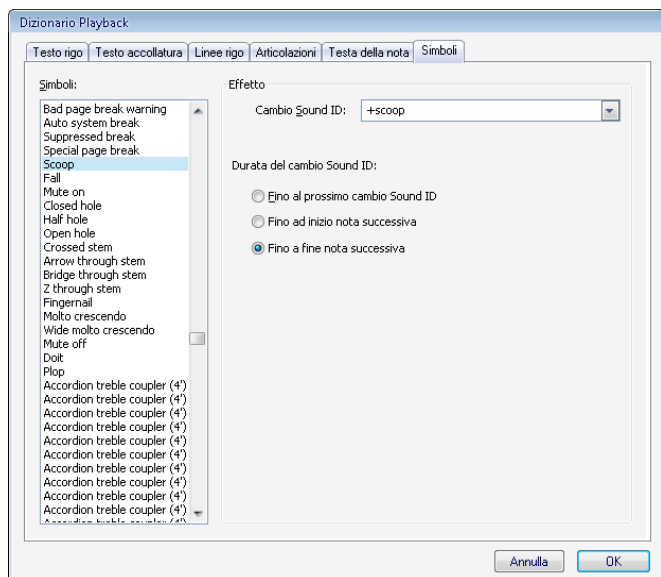 Dizionario Playback
Testo rigo
Testo accollatura
Linee rigo
Articolazioni
Testa della nota
Simboli
Simboli:
Bad page break warning
Auto system break
Suppressed break
Special page break
Scoop
Fall
Mute on
Closed hole
Half hole
Open hole
Crossed stem
Arrow through stem
Bridge through stem
Z through stem
Fingernail
Molto crescendo
Wide molto crescendo
Mute off
Doit
Plop
Accordion treble coupler (4')
Accordion treble coupler (4')
Accordion treble coupler (4')
Accordion treble coupler (4')
Accordion treble coupler (4')
Accordion treble coupler (4')
Accordion treble coupler (4')
Accordion treble coupler (4')
Accordion treble coupler (4')
Accordion treble coupler (4')
Accordion treble coupler (4')
Effetto
Cambio Sound ID:
+scoop
Durata del cambio Sound ID:
Fino al prossimo cambio Sound ID
Fino ad inizio nota successiva
Fino a fine nota successiva
Annulla
OK